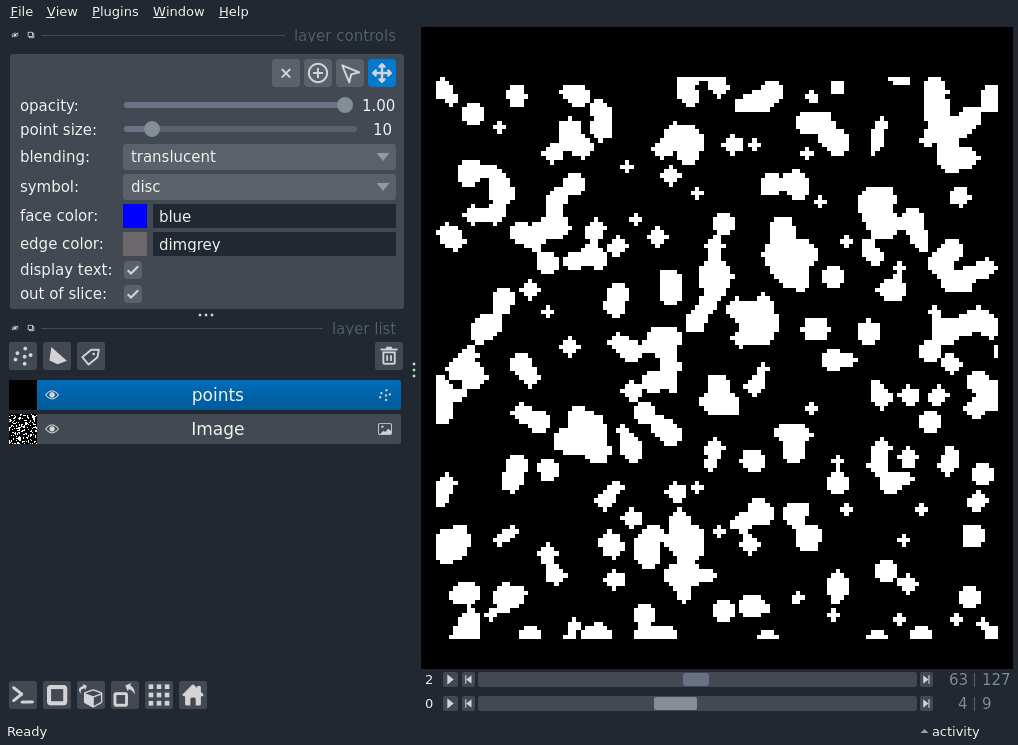 File View Plugins Window Help
layer controls
opacity: 1.00
point size: 10
blending: translucent
symbol: disc
face color: blue
edge color: dimgrey
display text:
out of slice:
layer list
points
Image
2 63 | 127
0 4 | 9
Ready activity